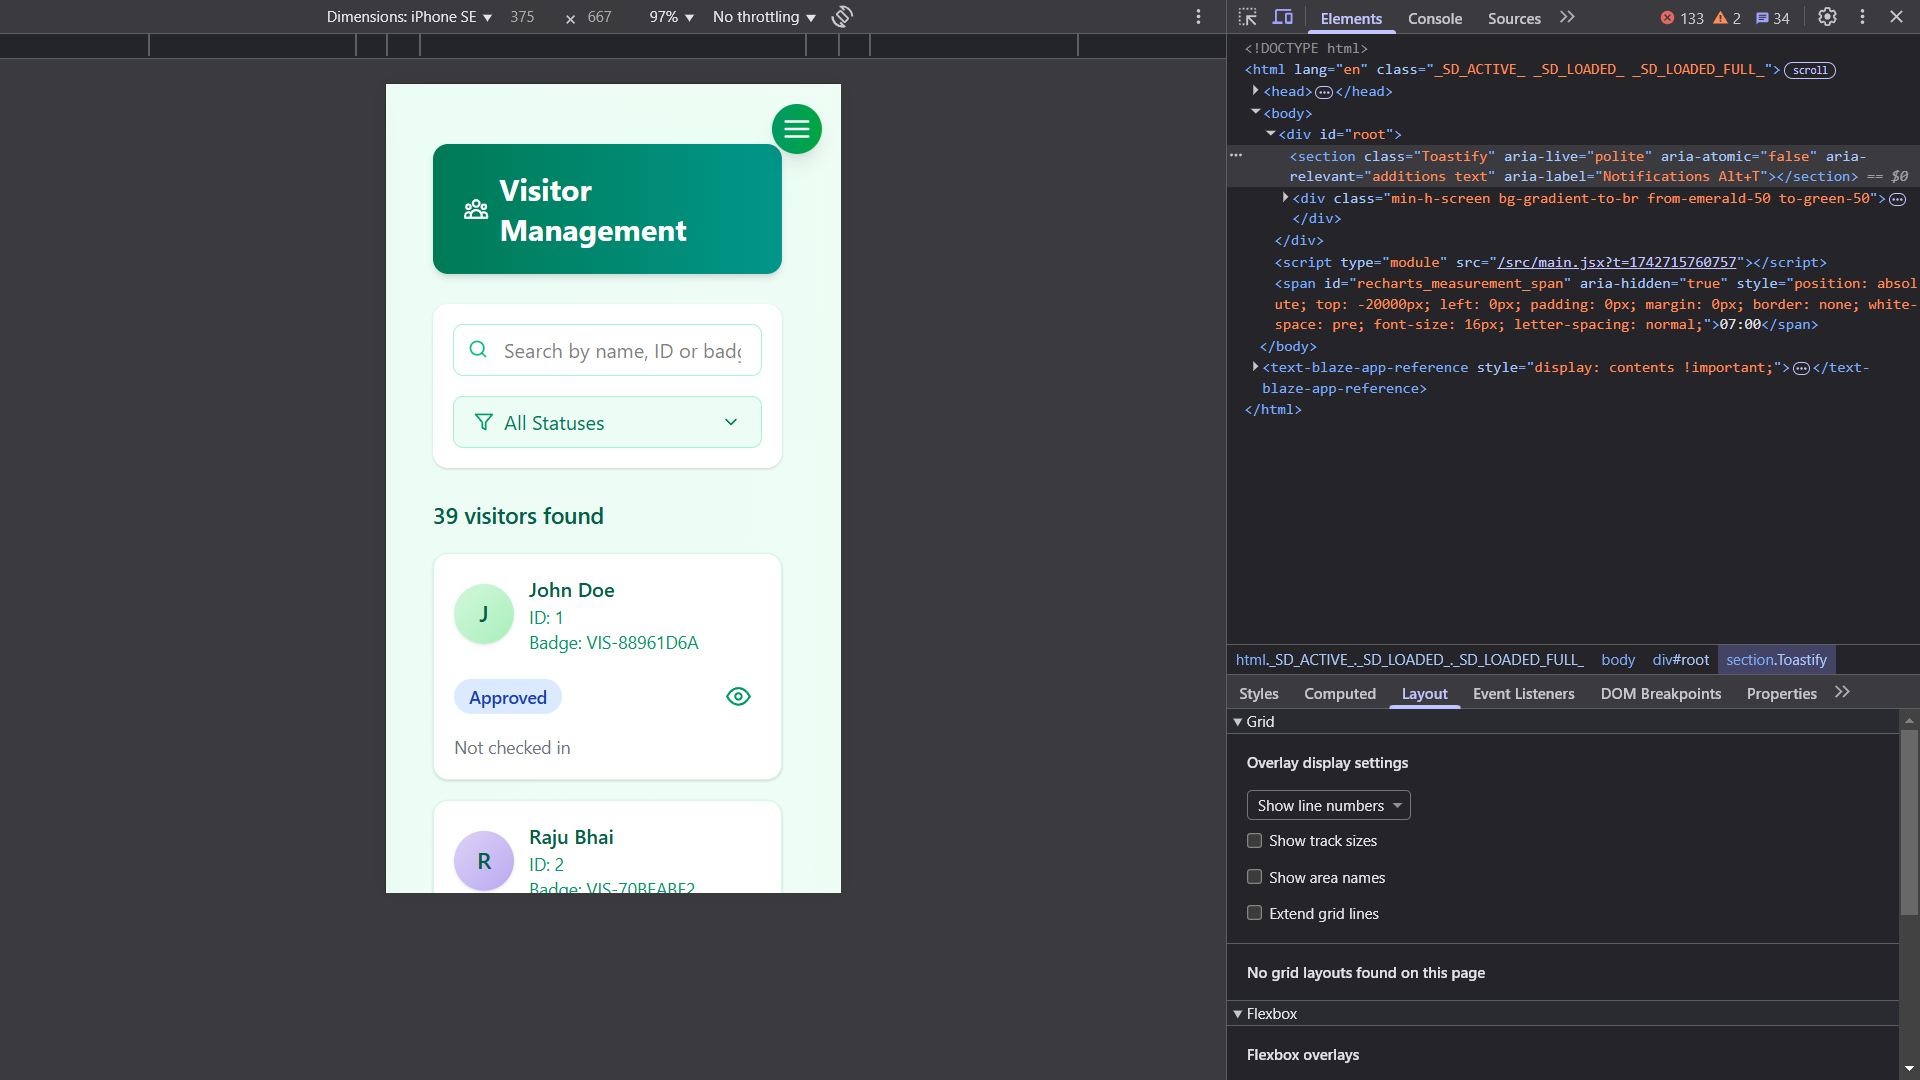 Dimensions: iPhone SE 375 × 667 97% No throttling
Visitor
Management
Search by name, ID or badg
All Statuses
39 visitors found
J
John Doe
ID: 1
Badge: VIS-88961D6A
Approved
Not checked in
R
Raju Bhai
ID: 2
Badge: VIS-70BEABF2
Elements Console Sources 133 2 34
<!DOCTYPE html>
<html lang="en" class="_SD_ACTIVE_ _SD_LOADED_ _SD_LOADED_FULL_"> scroll
<head>…</head>
<body>
<div id="root">
<section class="Toastify" aria-live="polite" aria-atomic="false" aria-
relevant="additions text" aria-label="Notifications Alt+T"></section> == $0
<div class="min-h-screen bg-gradient-to-br from-emerald-50 to-green-50">…
</div>
</div>
<script type="module" src="/src/main.jsx?t=1742715760757"></script>
<span id="recharts_measurement_span" aria-hidden="true" style="position: absol
ute; top: -20000px; left: 0px; padding: 0px; margin: 0px; border: none; white-
space: pre; font-size: 16px; letter-spacing: normal;">07:00</span>
</body>
<text-blaze-app-reference style="display: contents !important;">…</text-
blaze-app-reference>
</html>
html._SD_ACTIVE_._SD_LOADED_._SD_LOADED_FULL_ body div#root section.Toastify
Styles Computed Layout Event Listeners DOM Breakpoints Properties
Grid
Overlay display settings
Show line numbers
Show track sizes
Show area names
Extend grid lines
No grid layouts found on this page
Flexbox
Flexbox overlays